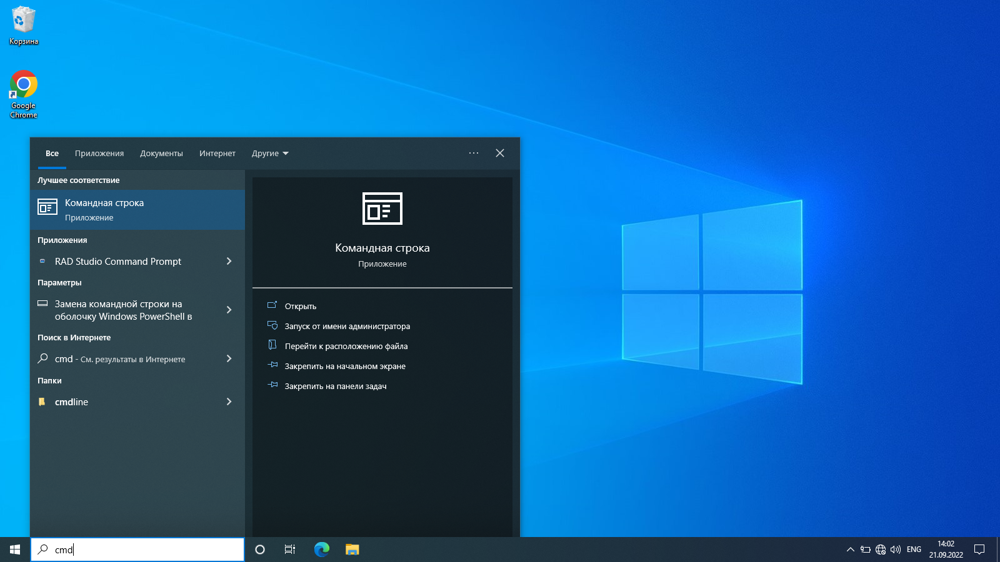 Корзина
Google
Chrome
Все Приложения Документы Интернет Другие
Лучшее соответствие
Командная строка
Приложение
Приложения
RAD Studio Command Prompt
Параметры
Замена командной строки на
оболочку Windows PowerShell в
Поиск в Интернете
cmd - См. результаты в Интернете
Папки
cmdline
Командная строка
Приложение
Открыть
Запуск от имени администратора
Перейти к расположению файла
Закрепить на начальном экране
Закрепить на панели задач
cmd
ENG
14:02
21.09.2022